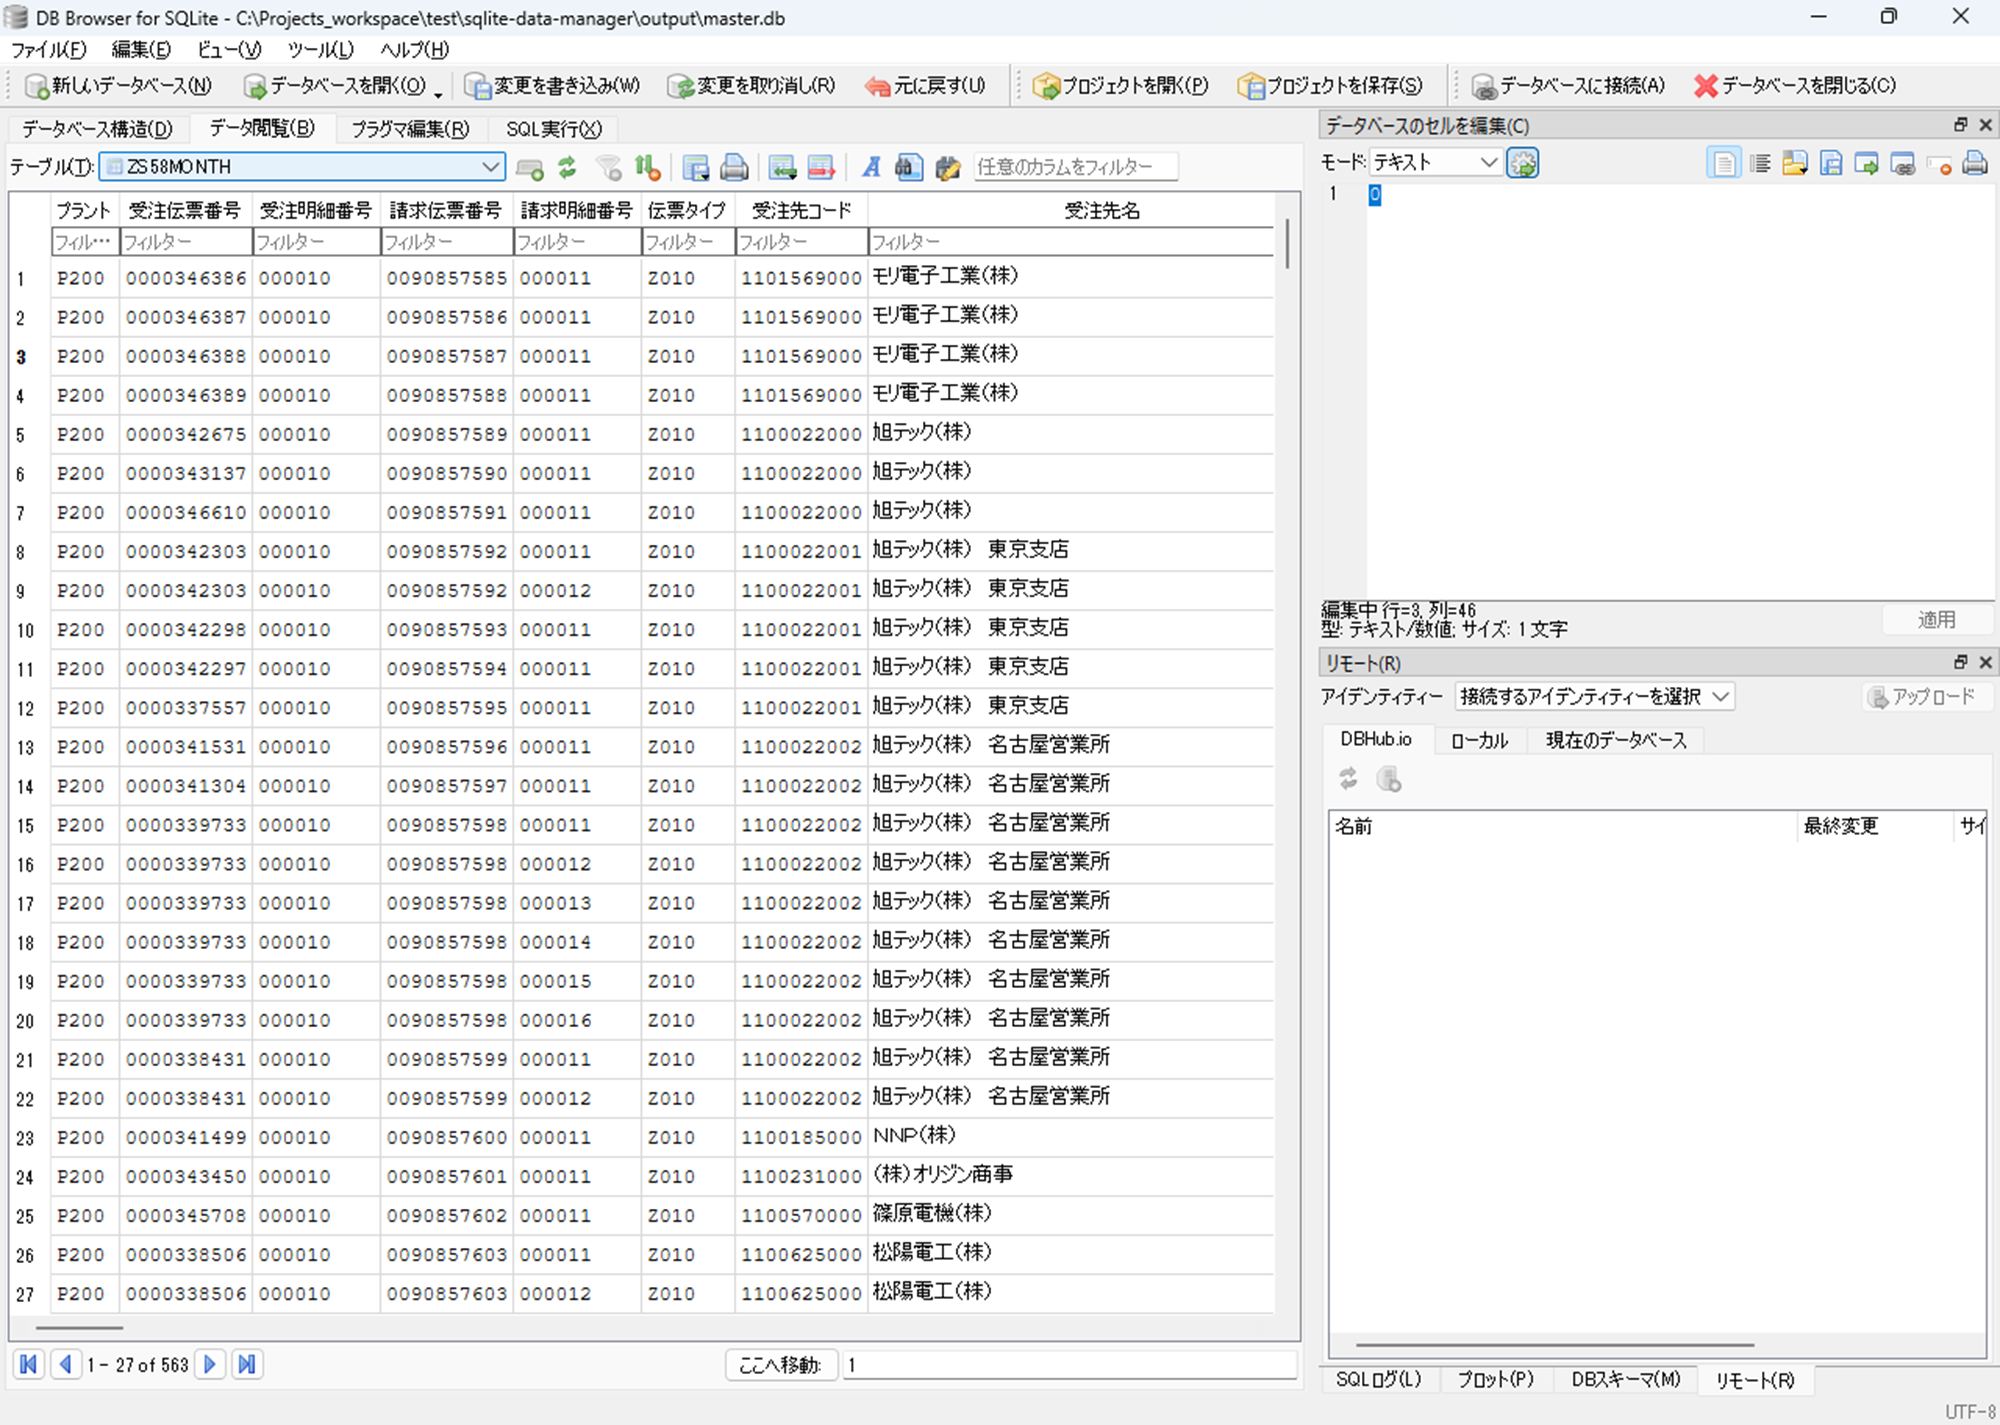 DB Browser for SQLite - C:\Projects_workspace\test\sqlite-data-manager\output\master.db
ファイル(F) 編集(E) ビュー(V) ツール(L) ヘルプ(H)
新しいデータベース(N) データベースを開く(O) 変更を書き込み(W) 変更を取り消し(R) 元に戻す(U) プロジェクトを開く(P) プロジェクトを保存(S) データベースに接続(A) データベースを閉じる(C)
データベース構造(D) データ閲覧(B) プラグマ編集(R) SQL実行(X)
テーブル(T): ZS58MONTH 任意のカラムをフィルター
プラント 受注伝票番号 受注明細番号 請求伝票番号 請求明細番号 伝票タイプ 受注先コード 受注先名
フィル… フィルター フィルター フィルター フィルター フィルター フィルター フィルター
1 P200 0000346386 000010 0090857585 000011 Z010 1101569000 モリ電子工業(株)
2 P200 0000346387 000010 0090857586 000011 Z010 1101569000 モリ電子工業(株)
3 P200 0000346388 000010 0090857587 000011 Z010 1101569000 モリ電子工業(株)
4 P200 0000346389 000010 0090857588 000011 Z010 1101569000 モリ電子工業(株)
5 P200 0000342675 000010 0090857589 000011 Z010 1100022000 旭テック(株)
6 P200 0000343137 000010 0090857590 000011 Z010 1100022000 旭テック(株)
7 P200 0000346610 000010 0090857591 000011 Z010 1100022000 旭テック(株)
8 P200 0000342303 000010 0090857592 000011 Z010 1100022001 旭テック(株) 東京支店
9 P200 0000342303 000010 0090857592 000012 Z010 1100022001 旭テック(株) 東京支店
10 P200 0000342298 000010 0090857593 000011 Z010 1100022001 旭テック(株) 東京支店
11 P200 0000342297 000010 0090857594 000011 Z010 1100022001 旭テック(株) 東京支店
12 P200 0000337557 000010 0090857595 000011 Z010 1100022001 旭テック(株) 東京支店
13 P200 0000341531 000010 0090857596 000011 Z010 1100022002 旭テック(株) 名古屋営業所
14 P200 0000341304 000010 0090857597 000011 Z010 1100022002 旭テック(株) 名古屋営業所
15 P200 0000339733 000010 0090857598 000011 Z010 1100022002 旭テック(株) 名古屋営業所
16 P200 0000339733 000010 0090857598 000012 Z010 1100022002 旭テック(株) 名古屋営業所
17 P200 0000339733 000010 0090857598 000013 Z010 1100022002 旭テック(株) 名古屋営業所
18 P200 0000339733 000010 0090857598 000014 Z010 1100022002 旭テック(株) 名古屋営業所
19 P200 0000339733 000010 0090857598 000015 Z010 1100022002 旭テック(株) 名古屋営業所
20 P200 0000339733 000010 0090857598 000016 Z010 1100022002 旭テック(株) 名古屋営業所
21 P200 0000338431 000010 0090857599 000011 Z010 1100022002 旭テック(株) 名古屋営業所
22 P200 0000338431 000010 0090857599 000012 Z010 1100022002 旭テック(株) 名古屋営業所
23 P200 0000341499 000010 0090857600 000011 Z010 1100185000 NNP(株)
24 P200 0000343450 000010 0090857601 000011 Z010 1100231000 (株)オリジン商事
25 P200 0000345708 000010 0090857602 000011 Z010 1100570000 篠原電機(株)
26 P200 0000338506 000010 0090857603 000011 Z010 1100625000 松陽電工(株)
27 P200 0000338506 000010 0090857603 000012 Z010 1100625000 松陽電工(株)
1 - 27 of 563 ここへ移動: 1
データベースのセルを編集(C)
モード: テキスト
1 0
編集中 行=3, 列=46
型: テキスト/数値; サイズ: 1 文字
適用
リモート(R)
アイデンティティー 接続するアイデンティティーを選択 アップロード
DBHub.io ローカル 現在のデータベース
名前 最終変更 サイ
SQLログ(L) プロット(P) DBスキーマ(M) リモート(R)
UTF-8